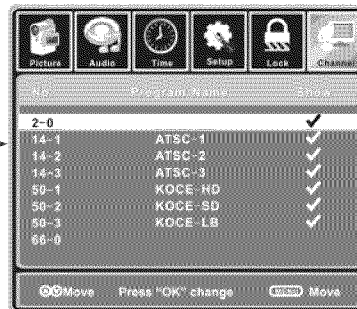 Picture Audio Time Setup Lock Channel
No. Program Name Show
2-0
14-1 ATSC-1
14-2 ATSC-2
14-3 ATSC-3
50-1 KOCE-HD
50-2 KOCE-SD
50-3 KOCE-LB
66-0
Move Press "OK" change MENU Move